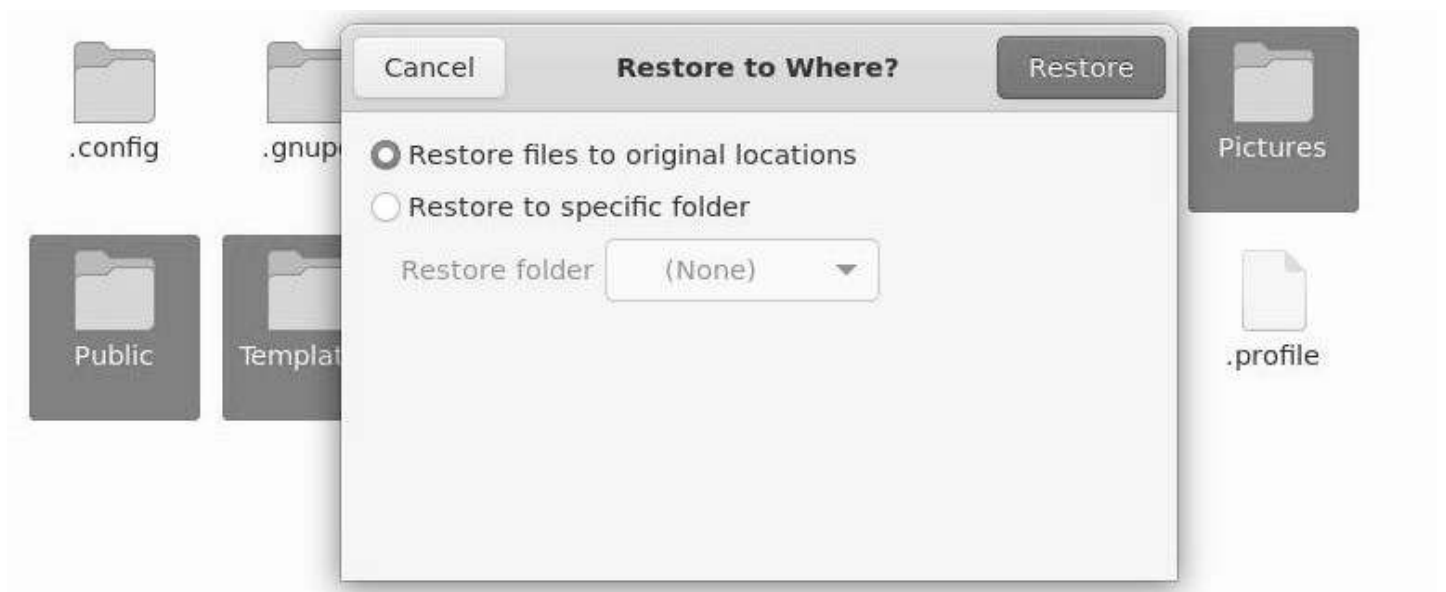 Cancel Restore to Where? Restore
.config
Pictures
Restore files to original locations
Restore to specific folder
Restore folder (None)
Public
.profile